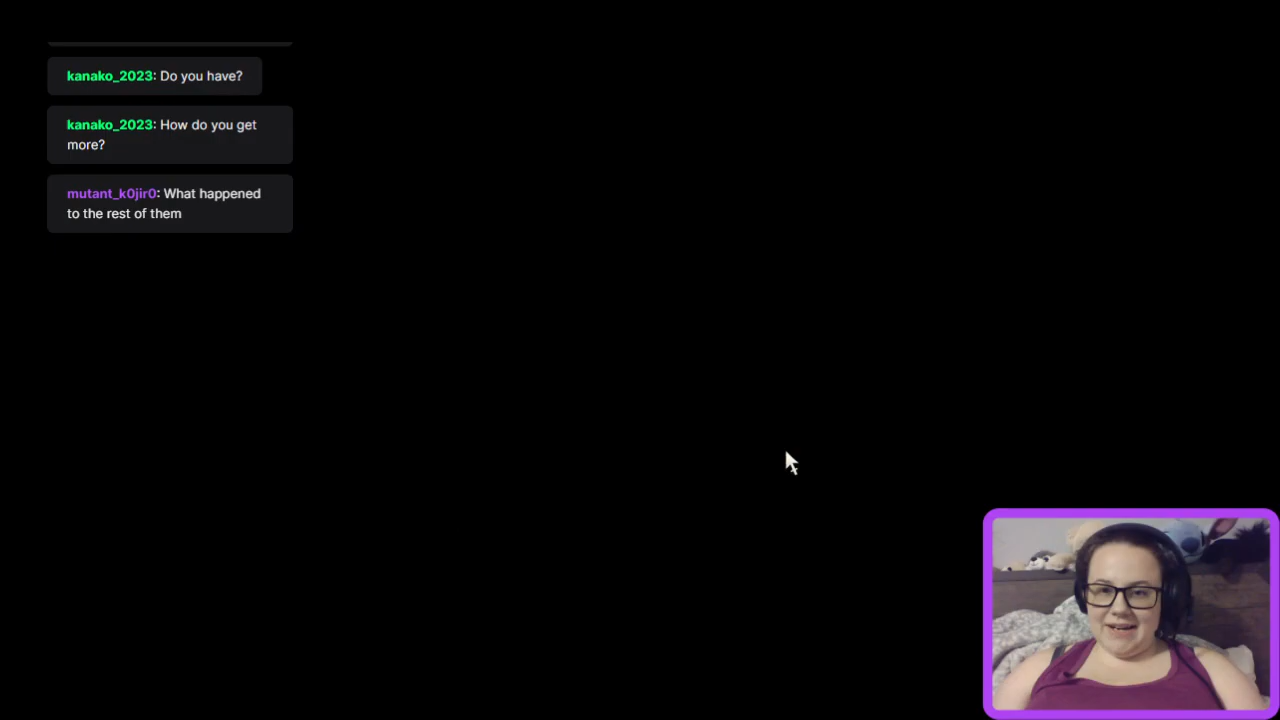 kanako_2023: Do you have?
kanako_2023: How do you get
more?
mutant_k0jir0: What happened
to the rest of them